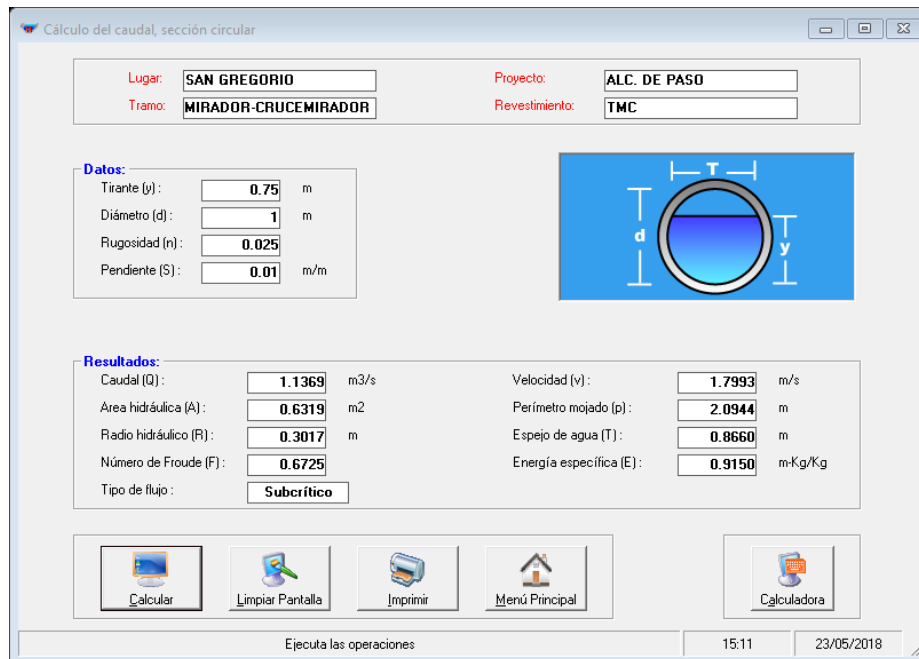 Cálculo del caudal, sección circular
Lugar: SAN GREGORIO Proyecto: ALC. DE PASO
Tramo: MIRADOR-CRUCEMIRADOR Revestimiento: TMC
Datos:
Tirante (y) : 0.75 m
Diámetro (d) : 1 m
Rugosidad (n) : 0.025
Pendiente (S) : 0.01 m/m
T
d
y
Resultados:
Caudal (Q) : 1.1369 m3/s Velocidad (v) : 1.7993 m/s
Area hidráulica (A) : 0.6319 m2 Perímetro mojado (p) : 2.0944 m
Radio hidráulico (R) : 0.3017 m Espejo de agua (T) : 0.8660 m
Número de Froude (F) : 0.6725 Energía específica (E) : 0.9150 m-Kg/Kg
Tipo de flujo : Subcrítico
Calcular Limpiar Pantalla Imprimir Menú Principal Calculadora
Ejecuta las operaciones 15:11 23/05/2018